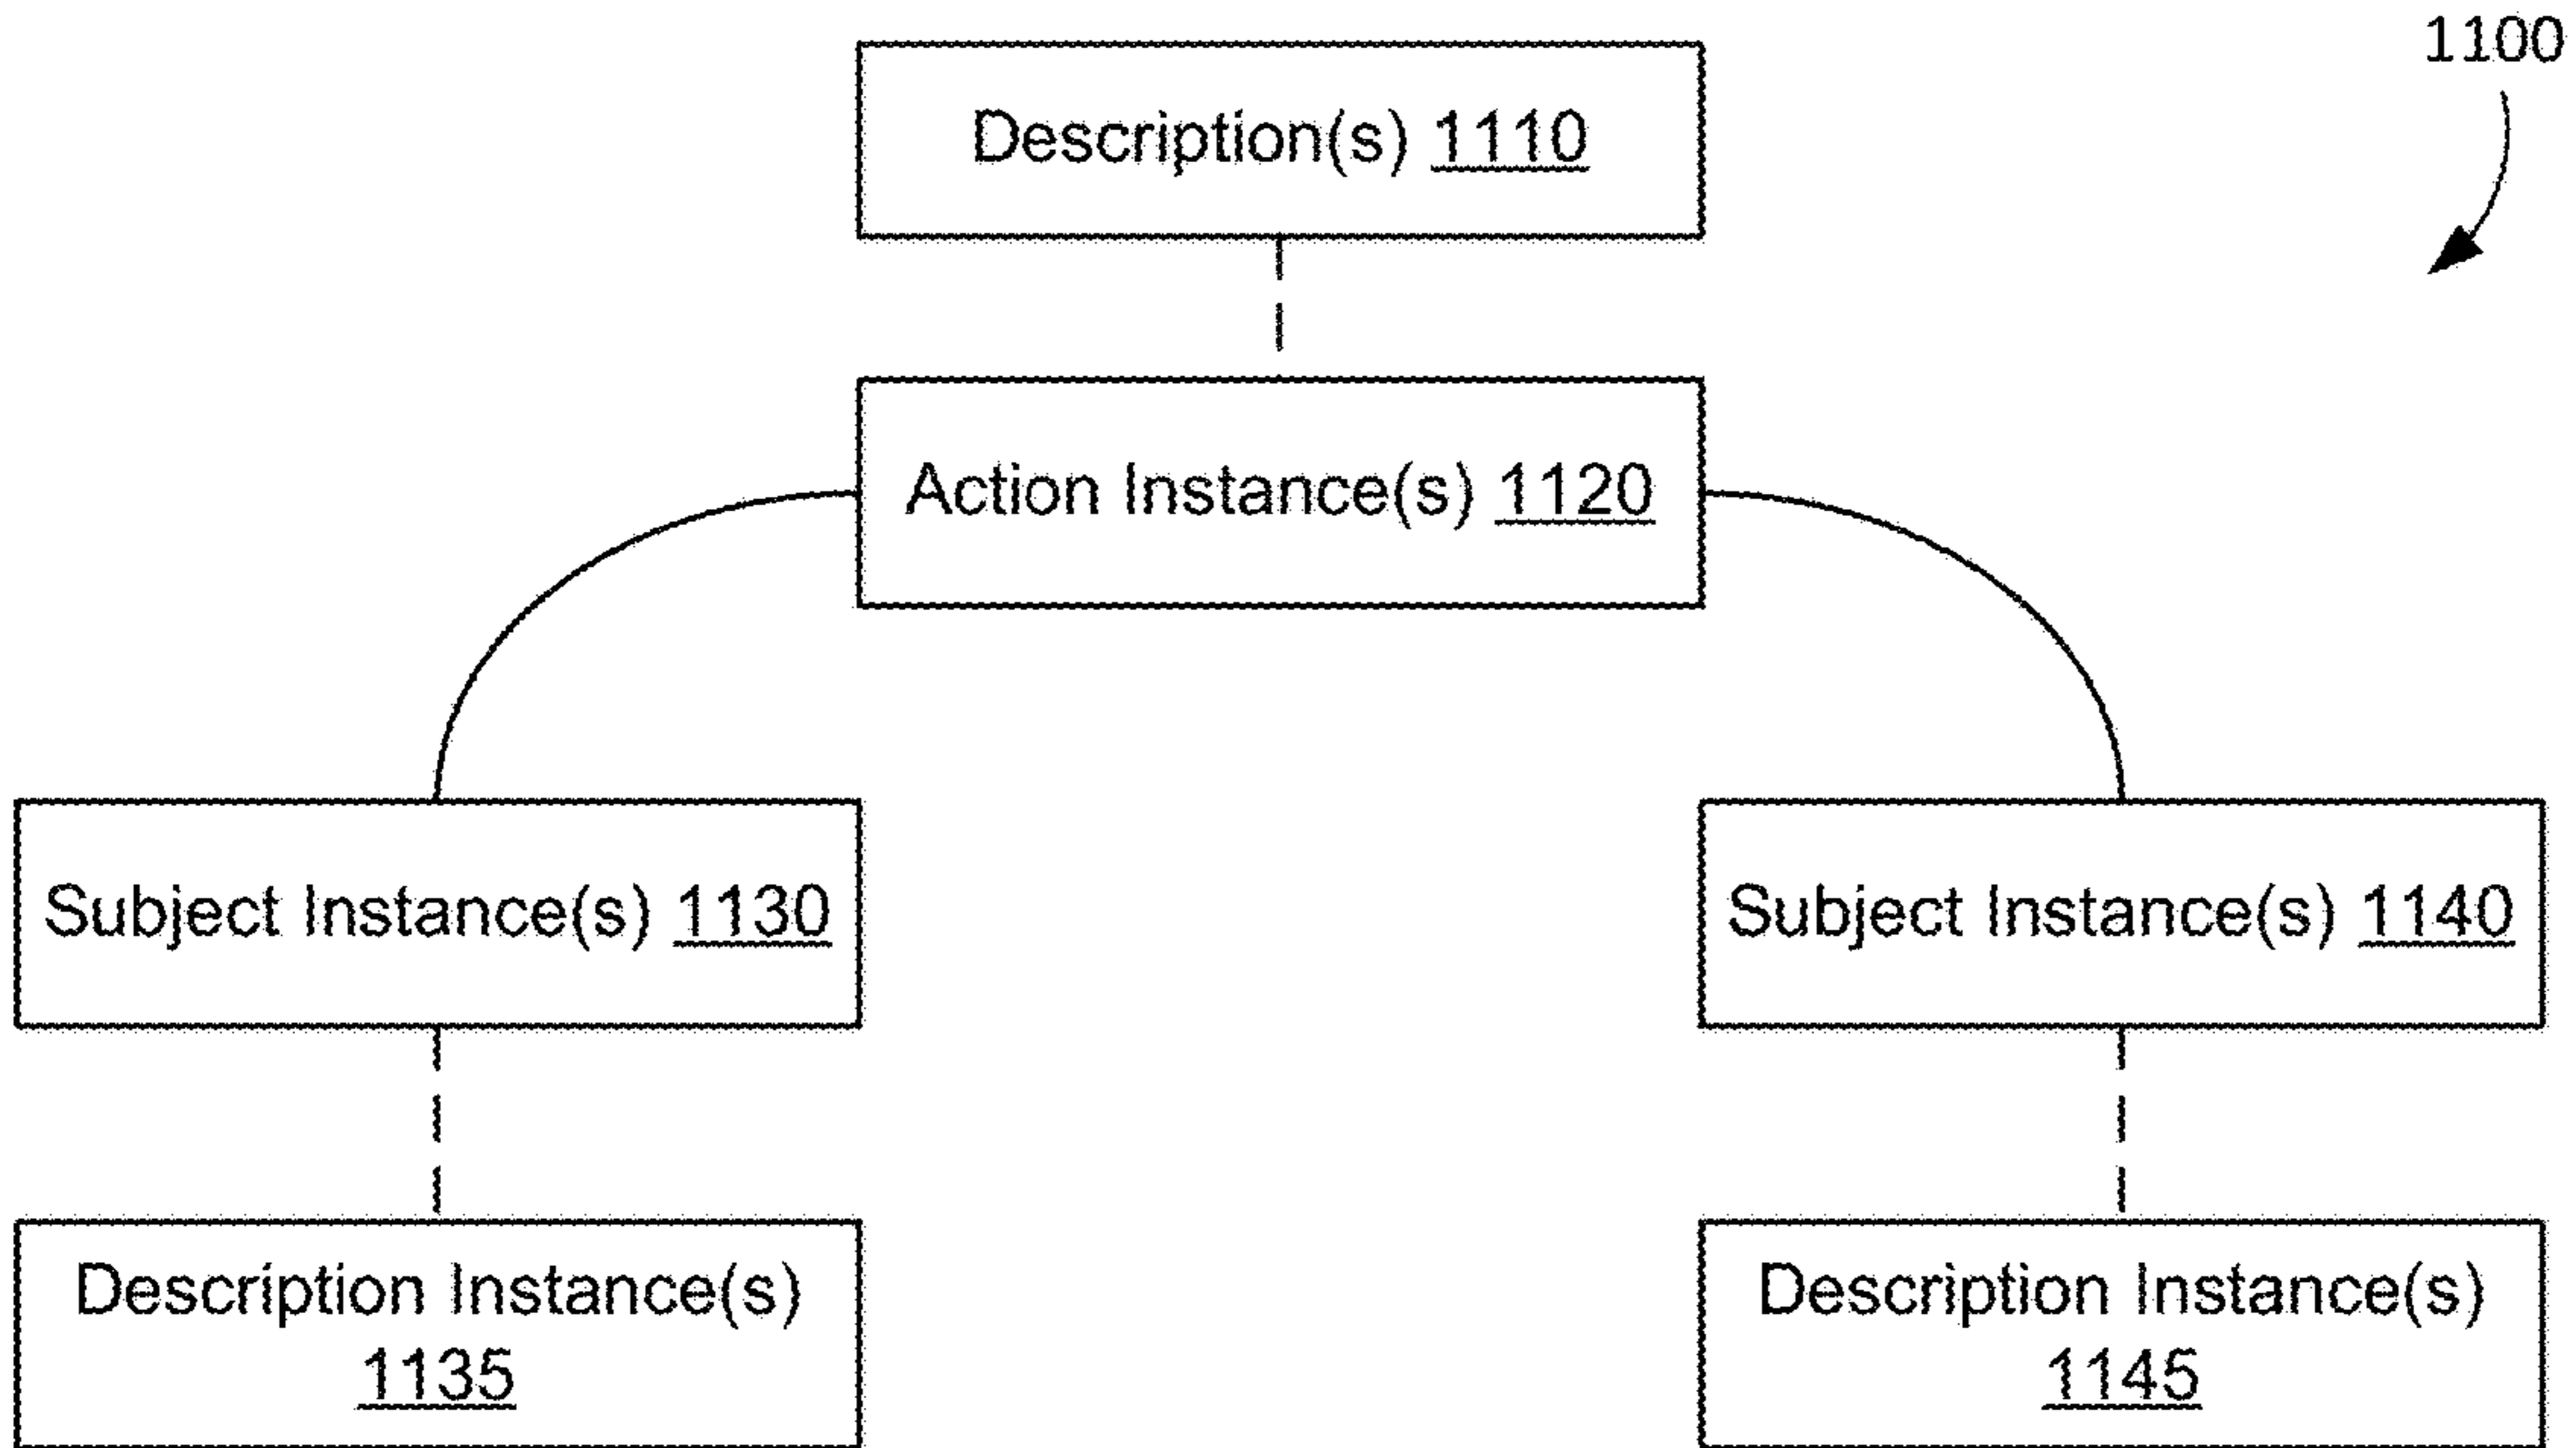 1100
Description(s) 1110
Action Instance(s) 1120
Subject Instance(s) 1130
Subject Instance(s) 1140
Description Instance(s)
1135
Description Instance(s)
1145